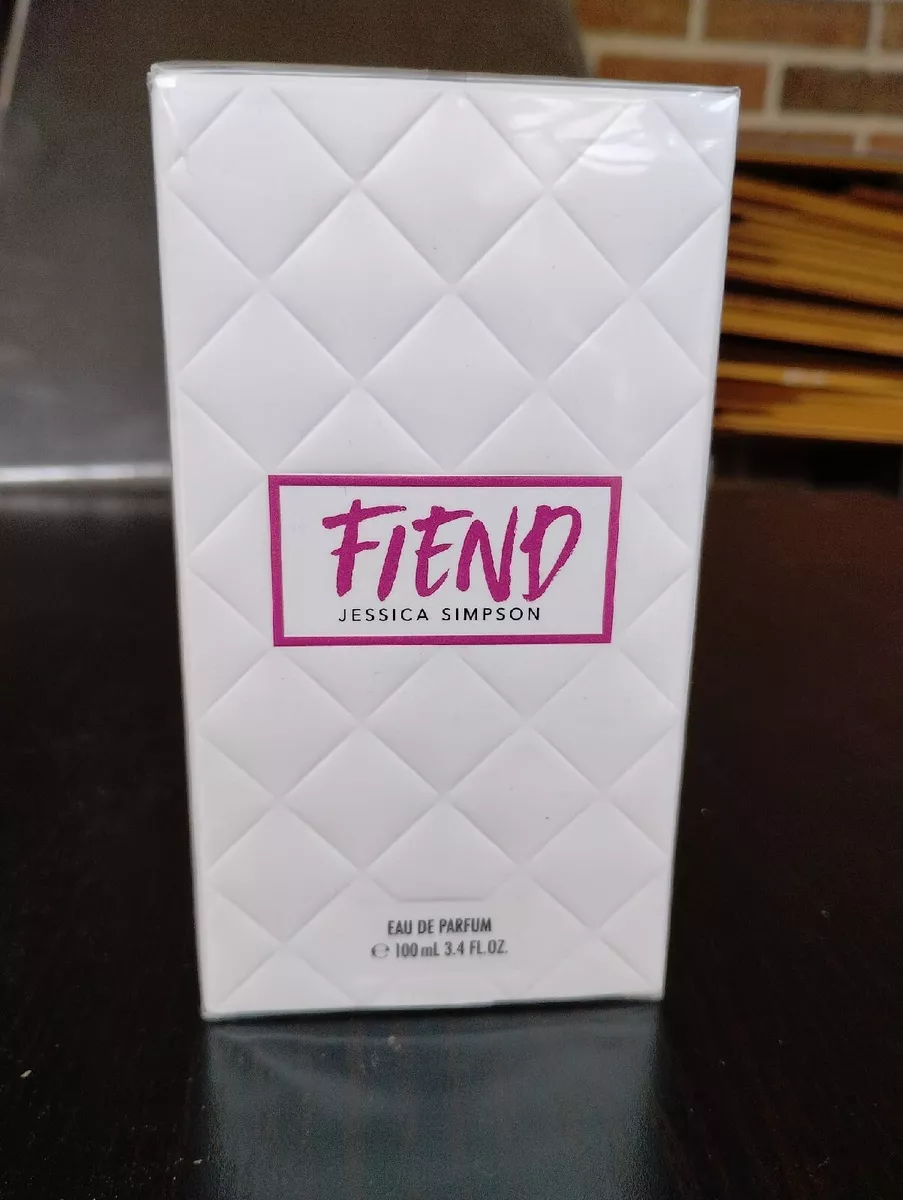 FIEND
JESSICA SIMPSON
EAU DE PARFUM
℮ 100 mL 3.4 FL.OZ.